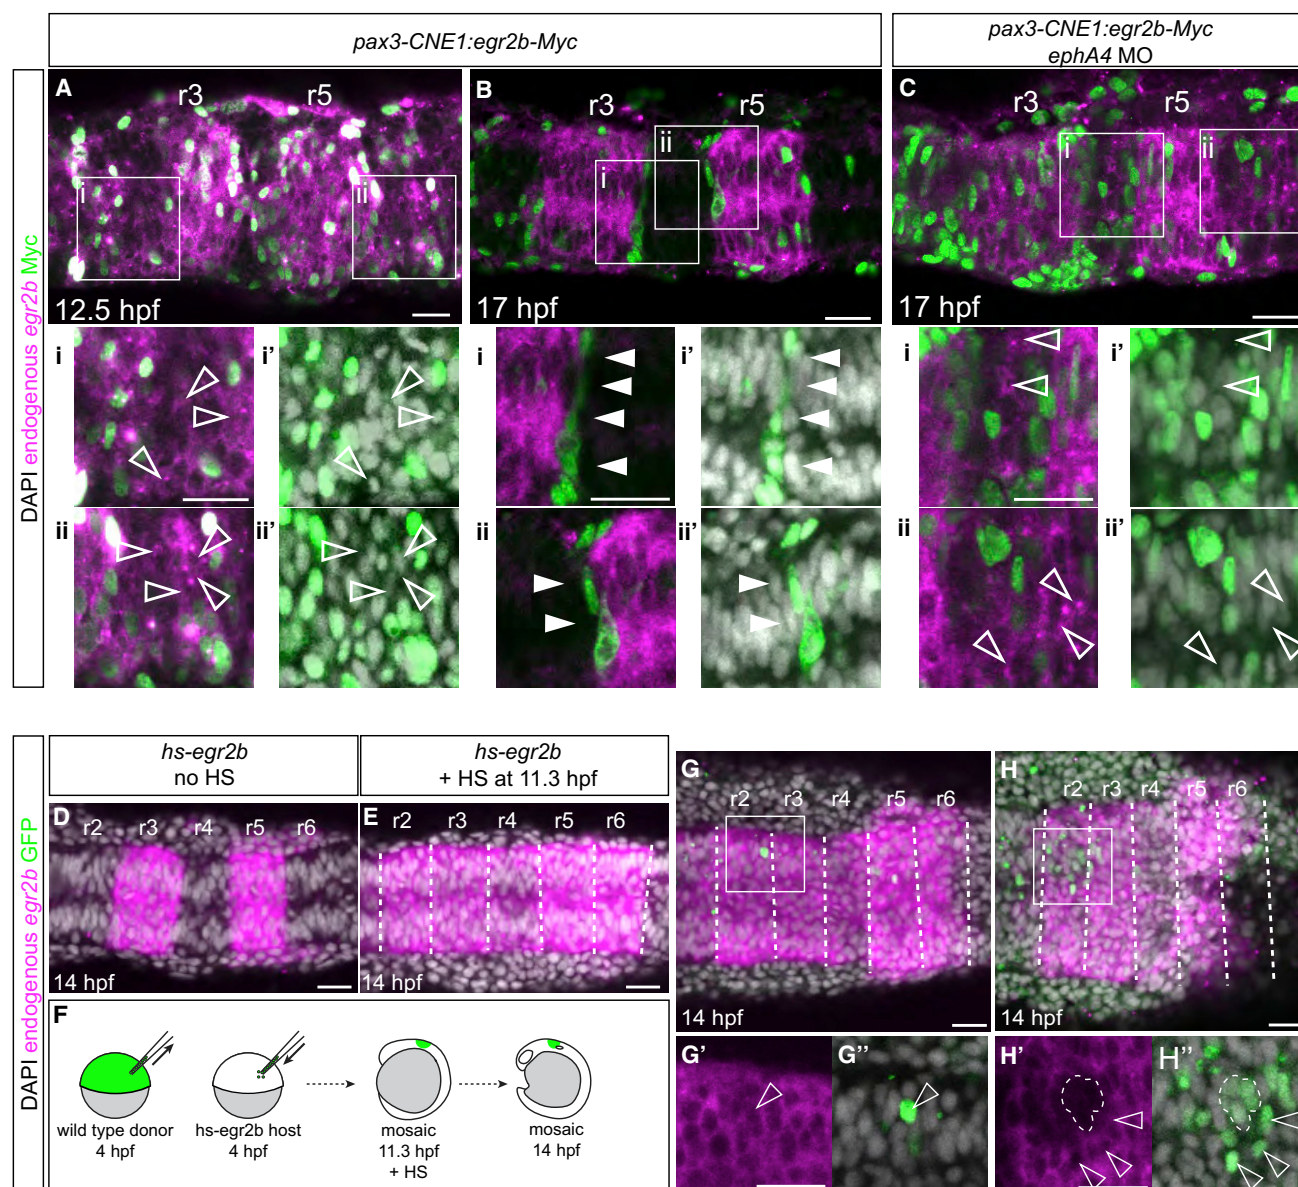 pax3-CNE1:egr2b-Myc
pax3-CNE1:egr2b-Myc
ephA4 MO
DAPI endogenous egr2b Myc
A
r3
r5
i
ii
12.5 hpf
B
r3
r5
ii
i
17 hpf
C
r3
r5
i
ii
17 hpf
i
i’
i
i’
i
i’
ii
ii’
ii
ii’
ii
ii’
hs-egr2b
no HS
hs-egr2b
+ HS at 11.3 hpf
DAPI endogenous egr2b GFP
D
r2
r3
r4
r5
r6
14 hpf
E
r2
r3
r4
r5
r6
14 hpf
G
r2
r3
r4
r5
r6
14 hpf
H
r2
r3
r4
r5
r6
14 hpf
F
wild type donor
4 hpf
hs-egr2b host
4 hpf
mosaic
11.3 hpf
+ HS
mosaic
14 hpf
G’
G’’
H’
H’’